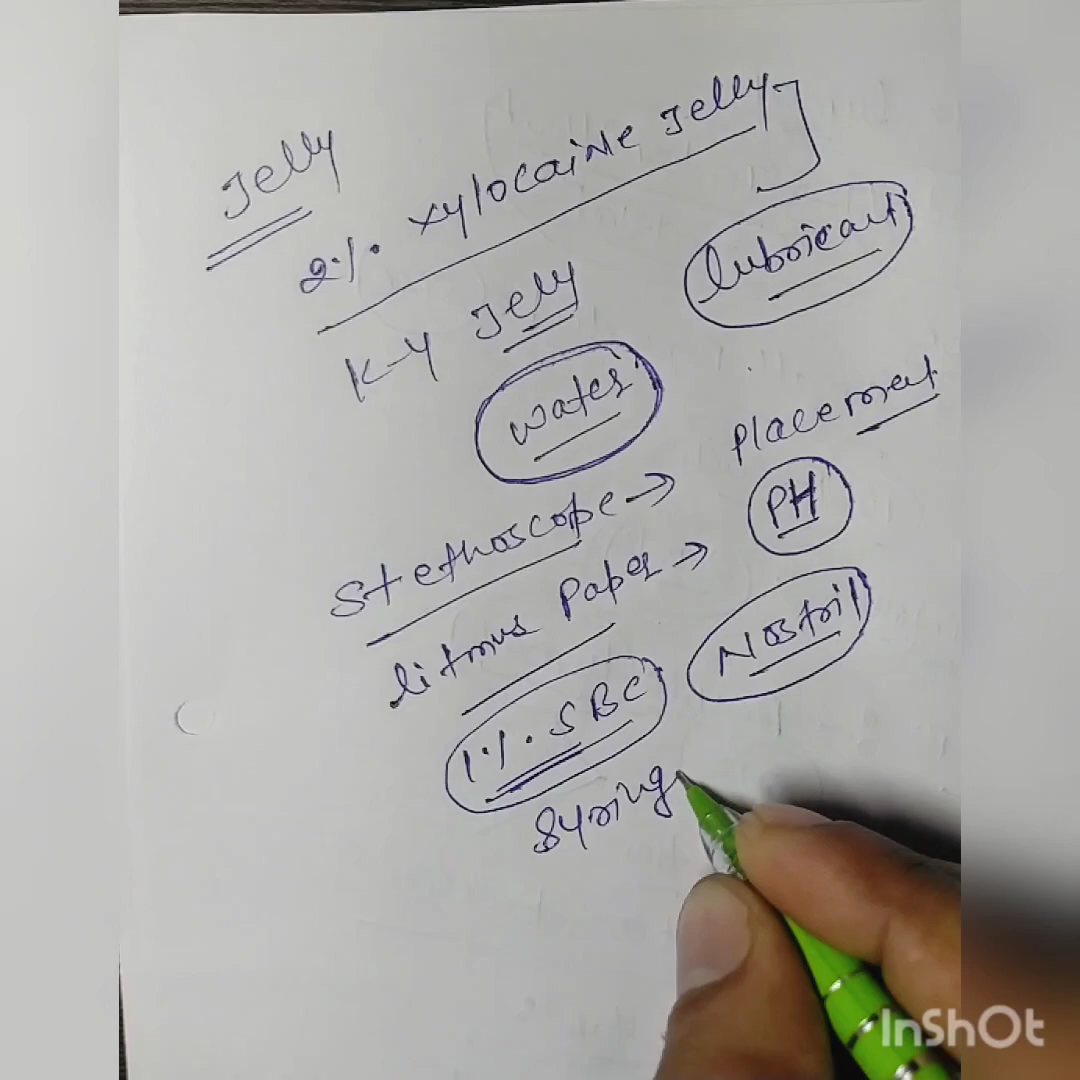 Jelly
2%. Xylocaine Jelly
lubricant
K-Y Jelly
water
Stethoscope → Placement
litmus Paper → PH
1%. SBC Nostril
Syring
InShOt